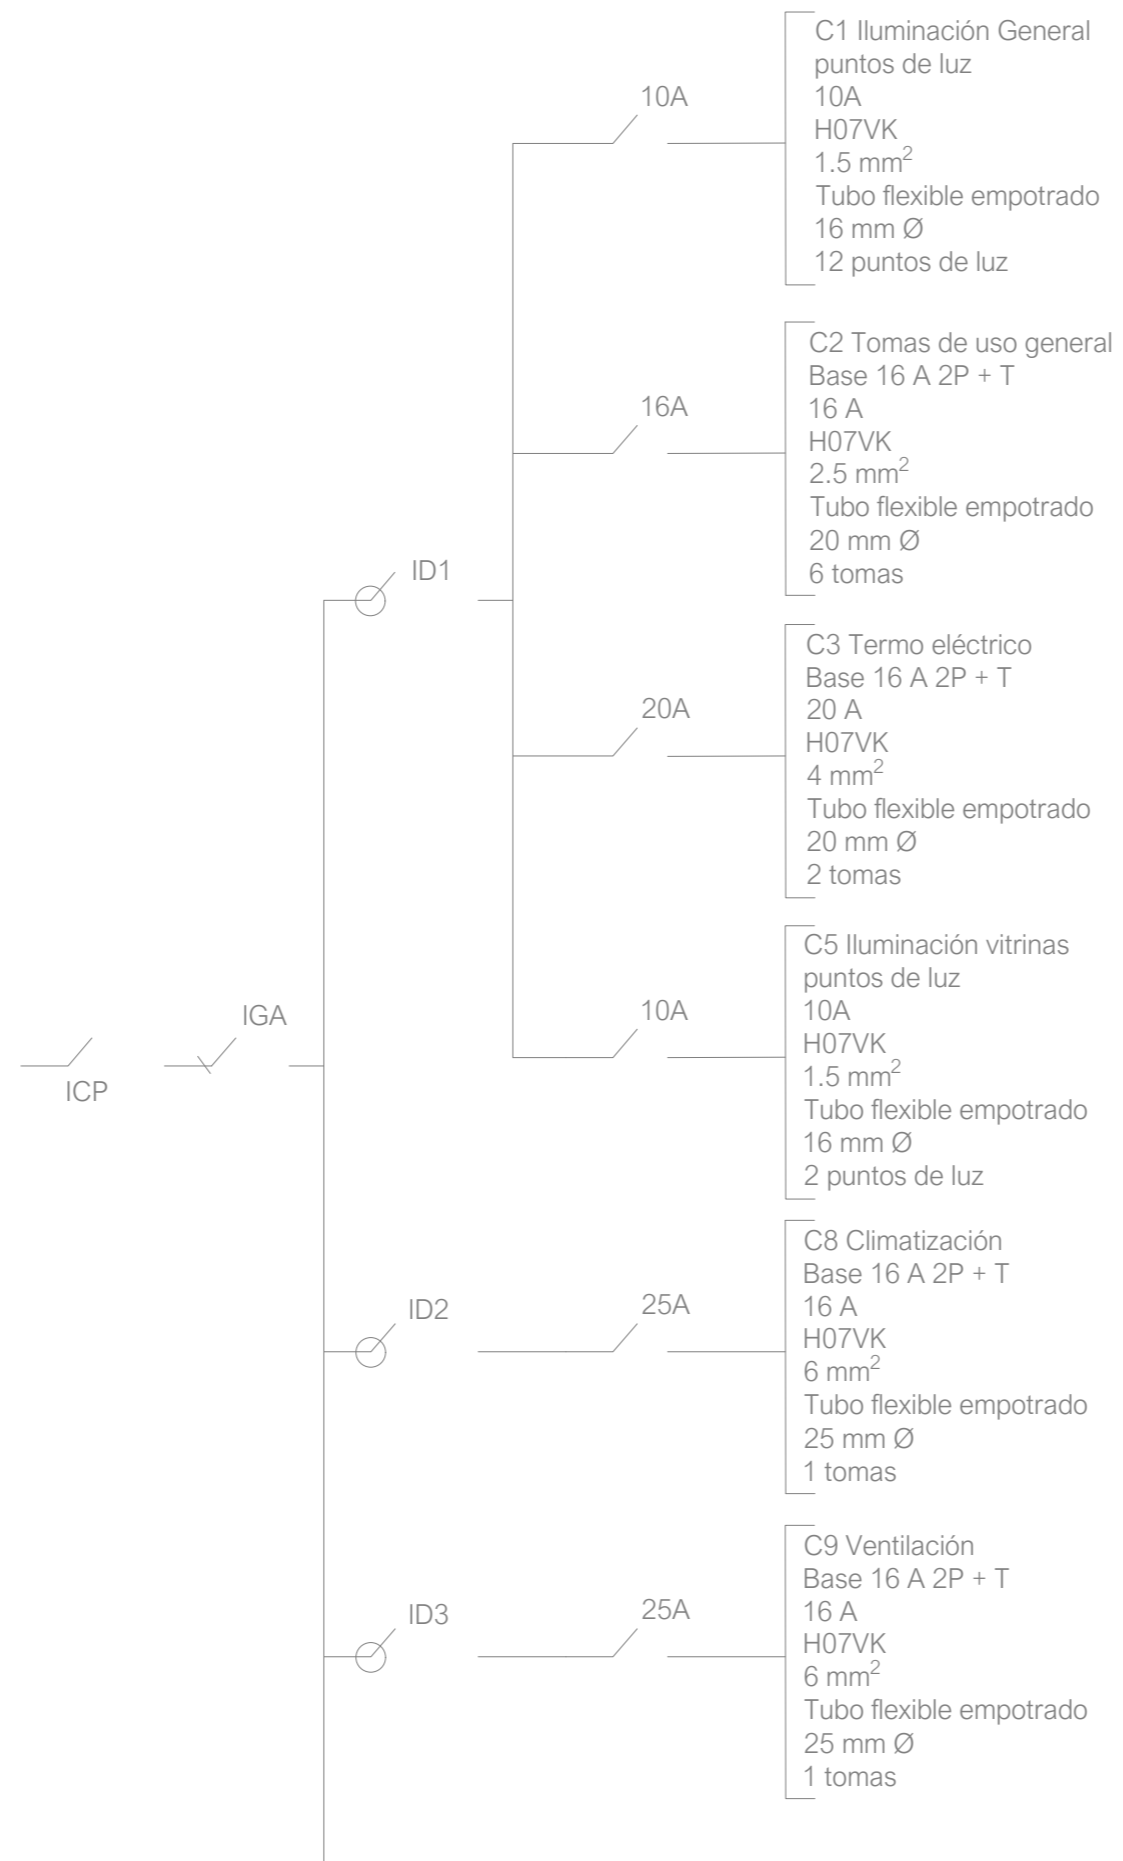 C1 Iluminación General
puntos de luz
10A
H07VK
1.5 mm²
Tubo flexible empotrado
16 mm Ø
12 puntos de luz
10A
C2 Tomas de uso general
Base 16 A 2P + T
16 A
H07VK
2.5 mm²
Tubo flexible empotrado
20 mm Ø
6 tomas
16A
ID1
C3 Termo eléctrico
Base 16 A 2P + T
20 A
H07VK
4 mm²
Tubo flexible empotrado
20 mm Ø
2 tomas
20A
C5 Iluminación vitrinas
puntos de luz
10A
H07VK
1.5 mm²
Tubo flexible empotrado
16 mm Ø
2 puntos de luz
10A
IGA
ICP
C8 Climatización
Base 16 A 2P + T
16 A
H07VK
6 mm²
Tubo flexible empotrado
25 mm Ø
1 tomas
ID2
25A
C9 Ventilación
Base 16 A 2P + T
16 A
H07VK
6 mm²
Tubo flexible empotrado
25 mm Ø
1 tomas
ID3
25A